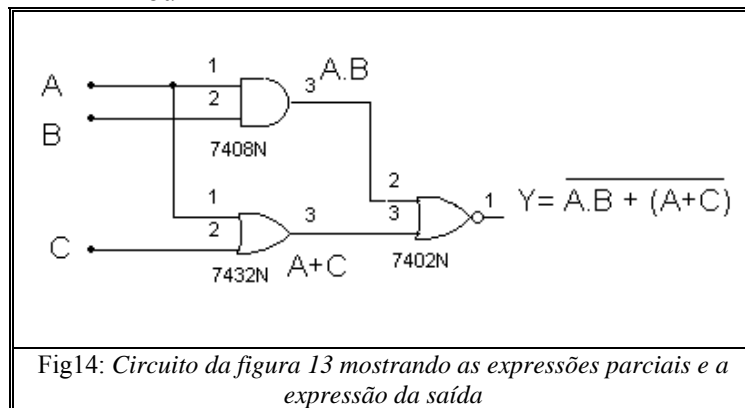 1
A
3
A.B
2
B
7408N
1
2
2
3
1
Y= A.B + (A+C)
3
C
A+C
7432N
7402N
Fig14: Circuito da figura 13 mostrando as expressões parciais e a
expressão da saída